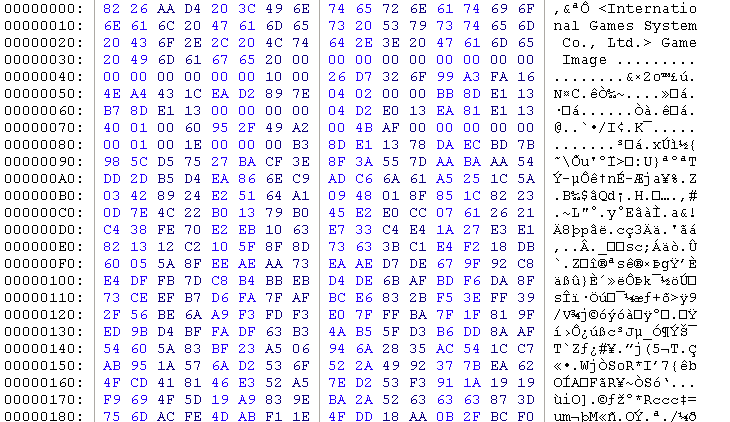 00000000: 82 26 AA D4 20 3C 49 6E 74 65 72 6E 61 74 69 6F ‚&ªÔ <Internatio
00000010: 6E 61 6C 20 47 61 6D 65 73 20 53 79 73 74 65 6D nal Games System
00000020: 20 43 6F 2E 2C 20 4C 74 64 2E 3E 20 47 61 6D 65 Co., Ltd.> Game
00000030: 20 49 6D 61 67 65 20 00 00 00 00 00 00 00 00 00 Image .........
00000040: 00 00 00 00 00 00 10 00 26 D7 32 6F 99 A3 FA 16 ........&×2o™£ú.
00000050: 4E A4 43 1C EA D2 89 7E 04 02 00 00 BB 8D E1 13 N¤C.êÒ‰~....»□á.
00000060: B7 8D E1 13 00 00 00 00 04 D2 E0 13 EA 81 E1 13 ·□á......Òà.ê□á.
00000070: 40 01 00 60 95 2F 49 A2 00 4B AF 00 00 00 00 00 @..`•/I¢.K¯.....
00000080: 00 01 00 1E 00 00 00 B3 8D E1 13 78 DA EC BD 7B .......³□á.xÚì½{
00000090: 98 5C D5 75 27 BA CF 3E 8F 3A 55 7D AA BA AA 54 ˜\Õu'ºÏ>□:U}ªºªT
000000A0: DD 2D B5 D4 EA 86 6E C9 AD C6 6A 61 A5 25 1C 5A Ý-µÔê†nÉ-Æja¥%.Z
000000B0: 03 42 89 24 E2 51 64 A1 09 48 01 8F 85 1C 82 23 .B‰$âQd¡.H.□….‚#
000000C0: 0D 7E 4C 22 B0 13 79 B0 45 E2 E0 CC 07 61 26 21 .~L"°.y°EâàÌ.a&!
000000D0: C4 38 FE 70 E2 EB 10 63 E7 33 C4 E4 1A 27 E3 E1 Ä8þpâë.cç3Ää.'ãá
000000E0: 82 13 12 C2 10 5F 8F 8D 73 63 3B C1 E4 F2 18 DB ‚..Â._□□sc;Áäò.Û
000000F0: 60 05 5A 8F EE AE AA 73 EA AE D7 DE 67 9F 92 C8 `.Z□î®ªsê®×ÞgŸ’È
00000100: E4 DF FB 7D C8 B4 BB EB D4 DE 6B AF BD F6 DA 8F äßû}È´»ëÔÞk¯½öÚ□
00000110: 73 CE EF B7 D6 FA 7F AF BC E6 83 2B F5 3E FF 39 sÎï·Öú□¯¼æƒ+õ>ÿ9
00000120: 2F 56 BE 6A A9 F3 FD F3 E0 F7 FF BA 7F 1F 81 9F /V¾j©óýóà÷ÿº□.□Ÿ
00000130: ED 9B D4 BF FA DF 63 B3 4A B5 5F D3 B6 DD 8A AF í›Ô¿úßc³Jµ_Ó¶ÝŠ¯
00000140: 54 60 5A 83 BF 23 A5 06 94 6A 28 35 AC 54 1C C7 T`Zƒ¿#¥.”j(5¬T.Ç
00000150: AB 95 1A 57 6A D2 53 6F 52 2A 49 92 37 7B EA 62 «•.WjÒSoR*I’7{êb
00000160: 4F CD 41 81 46 E3 52 A5 7E D2 53 F3 91 1A 19 19 OÍA□FãR¥~ÒSó‘...
00000170: F9 69 4F 5D 19 A9 83 9E BA 2A 52 63 63 63 87 3D ùiO].©ƒžº*Rccc‡=
00000180: 75 6D AC FE 4D AB F1 1E 4F DD 18 AA 0B 2F BC F0 um¬þM«ñ.OÝ.ª./¼ð